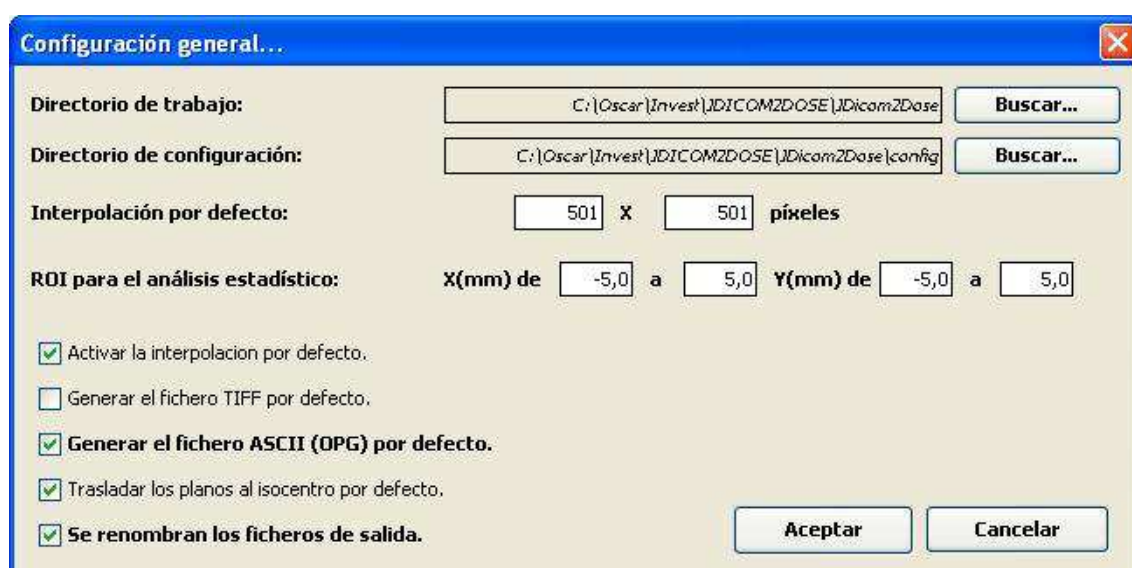 Configuración general...
Directorio de trabajo: C:\Oscar\Invest\JDICOM2DOSE\JDicom2Dose Buscar...
Directorio de configuración: C:\Oscar\Invest\JDICOM2DOSE\JDicom2Dose\config Buscar...
Interpolación por defecto: 501 X 501 píxeles
ROI para el análisis estadístico: X(mm) de -5,0 a 5,0 Y(mm) de -5,0 a 5,0
Activar la interpolacion por defecto.
Generar el fichero TIFF por defecto.
Generar el fichero ASCII (OPG) por defecto.
Trasladar los planos al isocentro por defecto.
Se renombran los ficheros de salida. Aceptar Cancelar